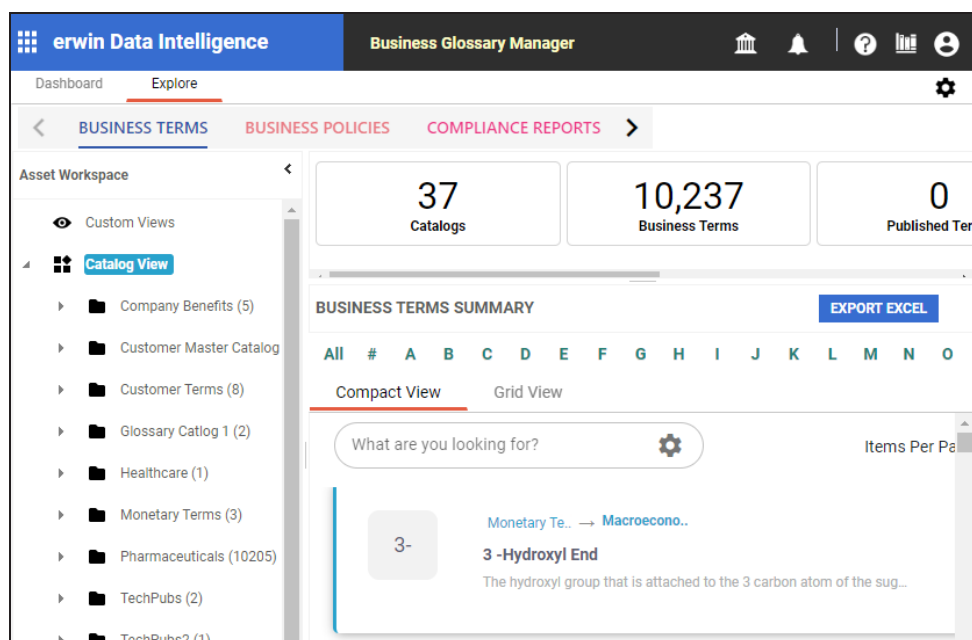 erwin Data Intelligence
Business Glossary Manager
Dashboard
Explore
BUSINESS TERMS
BUSINESS POLICIES
COMPLIANCE REPORTS
Asset Workspace
Custom Views
Catalog View
Company Benefits (5)
Customer Master Catalog
Customer Terms (8)
Glossary Catlog 1 (2)
Healthcare (1)
Monetary Terms (3)
Pharmaceuticals (10205)
TechPubs (2)
TechPubs2 (1)
37
Catalogs
10,237
Business Terms
0
Published Ter
BUSINESS TERMS SUMMARY
EXPORT EXCEL
All # A B C D E F G H I J K L M N O
Compact View
Grid View
What are you looking for?
Items Per Pa
3-
Monetary Te.. → Macroecono..
3 -Hydroxyl End
The hydroxyl group that is attached to the 3 carbon atom of the sug...